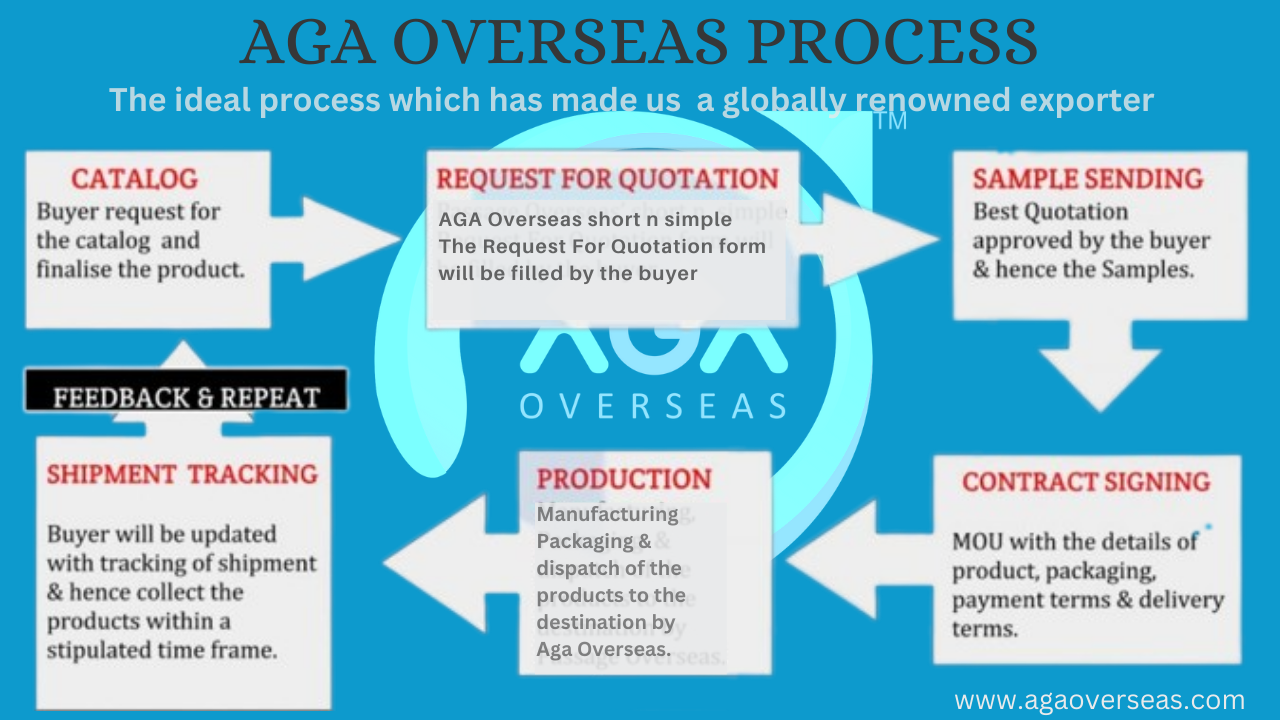 AGA OVERSEAS PROCESS
The ideal process which has made us a globally renowned exporter
TM
CATALOG
Buyer request for
the catalog and
finalise the product.
REQUEST FOR QUOTATION
AGA Overseas short n simple
The Request For Quotation form
will be filled by the buyer
SAMPLE SENDING
Best Quotation
approved by the buyer
& hence the Samples.
AGA
OVERSEAS
FEEDBACK & REPEAT
SHIPMENT TRACKING
Buyer will be updated
with tracking of shipment
& hence collect the
products within a
stipulated time frame.
PRODUCTION
Manufacturing
Packaging &
dispatch of the
products to the
destination by
Aga Overseas.
CONTRACT SIGNING
MOU with the details of
product, packaging,
payment terms & delivery
terms.
www.agaoverseas.com